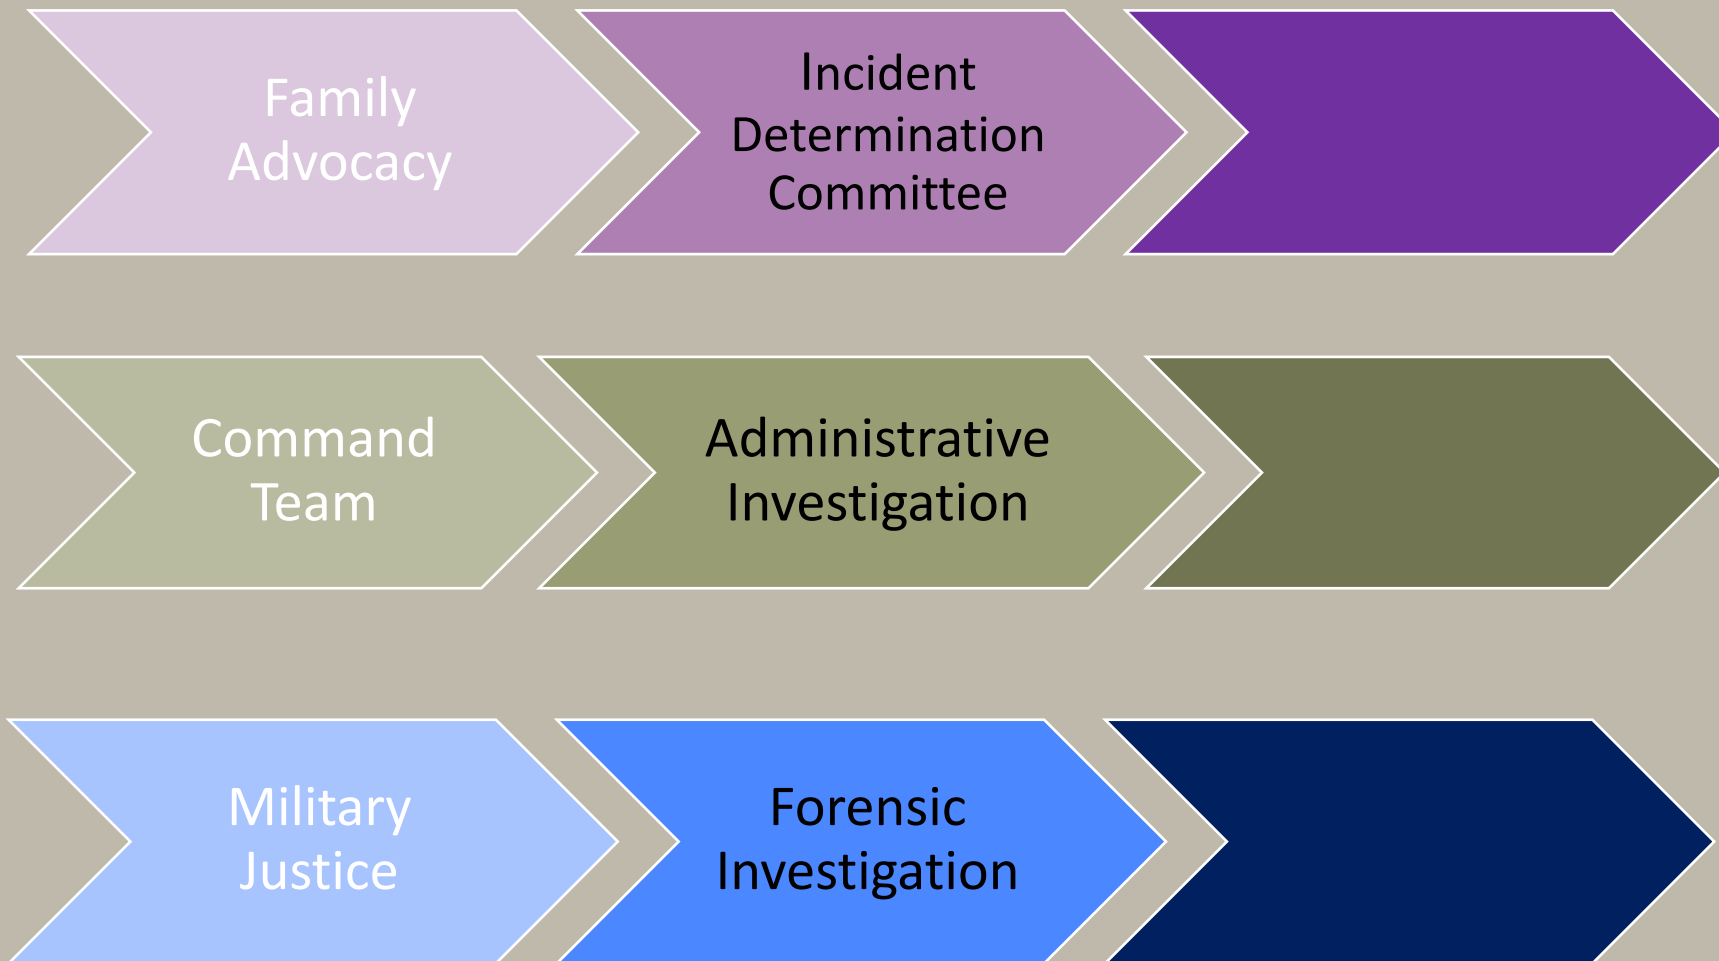 Family
Advocacy
Incident
Determination
Committee
Command
Team
Administrative
Investigation
Military
Justice
Forensic
Investigation